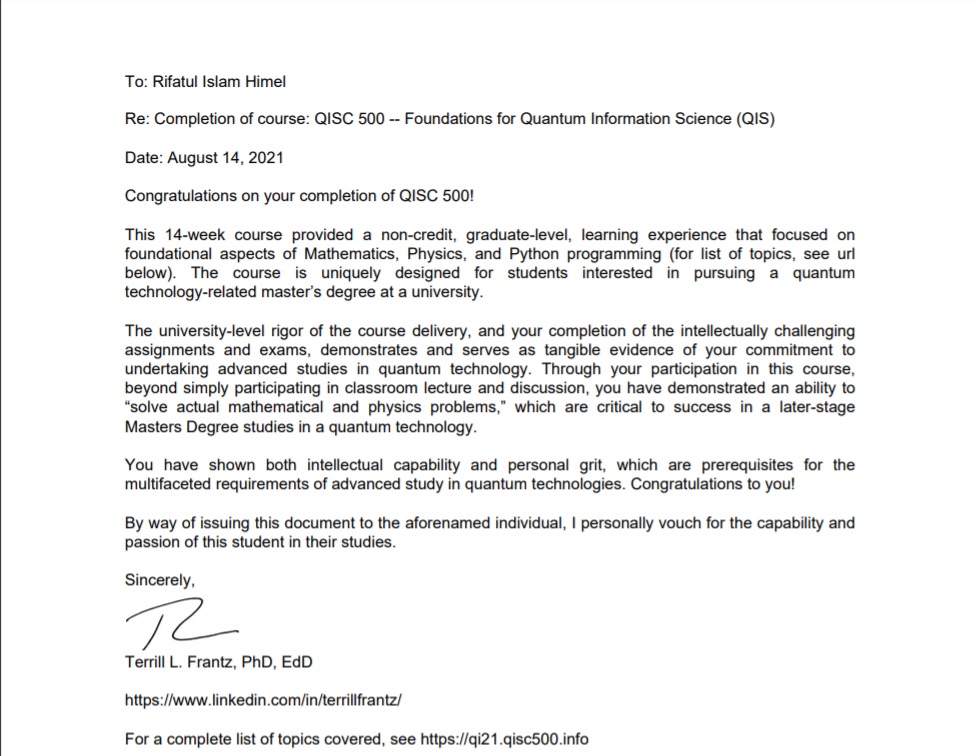 To: Rifatul Islam Himel
Re: Completion of course: QISC 500 -- Foundations for Quantum Information Science (QIS)
Date: August 14, 2021
Congratulations on your completion of QISC 500!
This 14-week course provided a non-credit, graduate-level, learning experience that focused on
foundational aspects of Mathematics, Physics, and Python programming (for list of topics, see url
below). The course is uniquely designed for students interested in pursuing a quantum
technology-related master's degree at a university.
The university-level rigor of the course delivery, and your completion of the intellectually challenging
assignments and exams, demonstrates and serves as tangible evidence of your commitment to
undertaking advanced studies in quantum technology. Through your participation in this course,
beyond simply participating in classroom lecture and discussion, you have demonstrated an ability to
“solve actual mathematical and physics problems,” which are critical to success in a later-stage
Masters Degree studies in a quantum technology.
You have shown both intellectual capability and personal grit, which are prerequisites for the
multifaceted requirements of advanced study in quantum technologies. Congratulations to you!
By way of issuing this document to the aforenamed individual, I personally vouch for the capability and
passion of this student in their studies.
Sincerely,
Terrill L. Frantz, PhD, EdD
https://www.linkedin.com/in/terrillfrantz/
For a complete list of topics covered, see https://qi21.qisc500.info